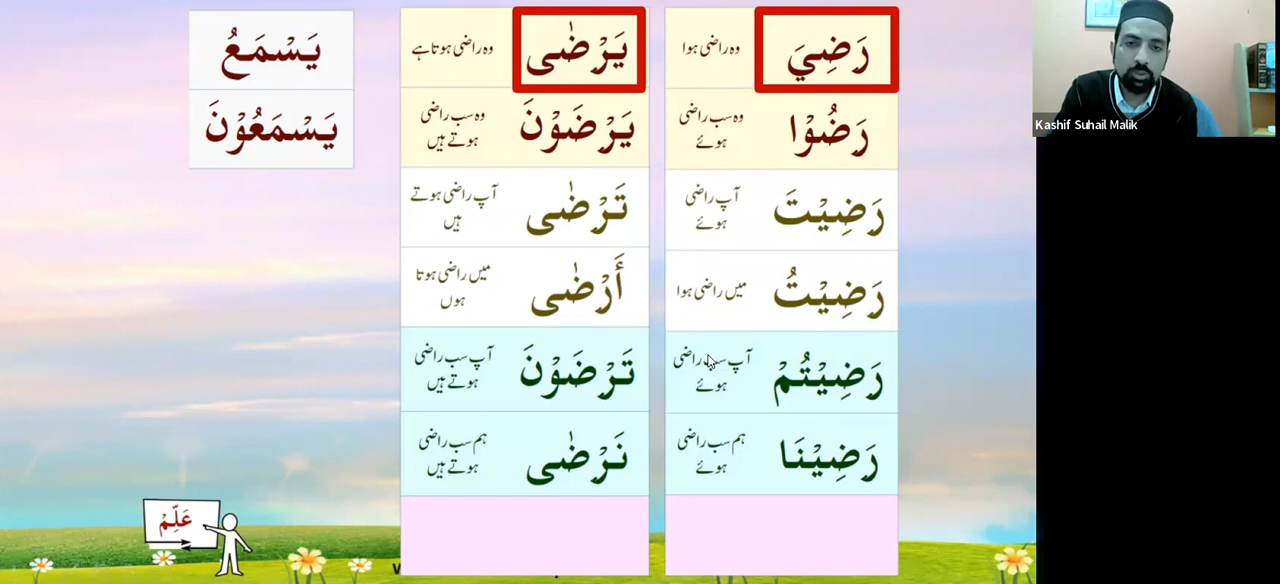 رَضِيَ
وہ راضی ہوا
رَضُوْا
وہ سب راضی
ہوئے
رَضِيْتَ
آپ راضی
ہوئے
رَضِيْتُ
میں راضی ہوا
رَضِيْتُمْ
آپ سب راضی
ہوئے
رَضِيْنَا
ہم سب راضی
ہوئے
يَرْضٰى
وہ راضی ہوتا ہے
يَرْضَوْنَ
وہ سب راضی
ہوتے ہیں
تَرْضٰى
آپ راضی ہوتے
ہیں
أَرْضٰى
میں راضی ہوتا
ہوں
تَرْضَوْنَ
آپ سب راضی
ہوتے ہیں
نَرْضٰى
ہم سب راضی
ہوتے ہیں
يَسْمَعُ
يَسْمَعُوْنَ
عَلِّمْ
Kashif Suhail Malik